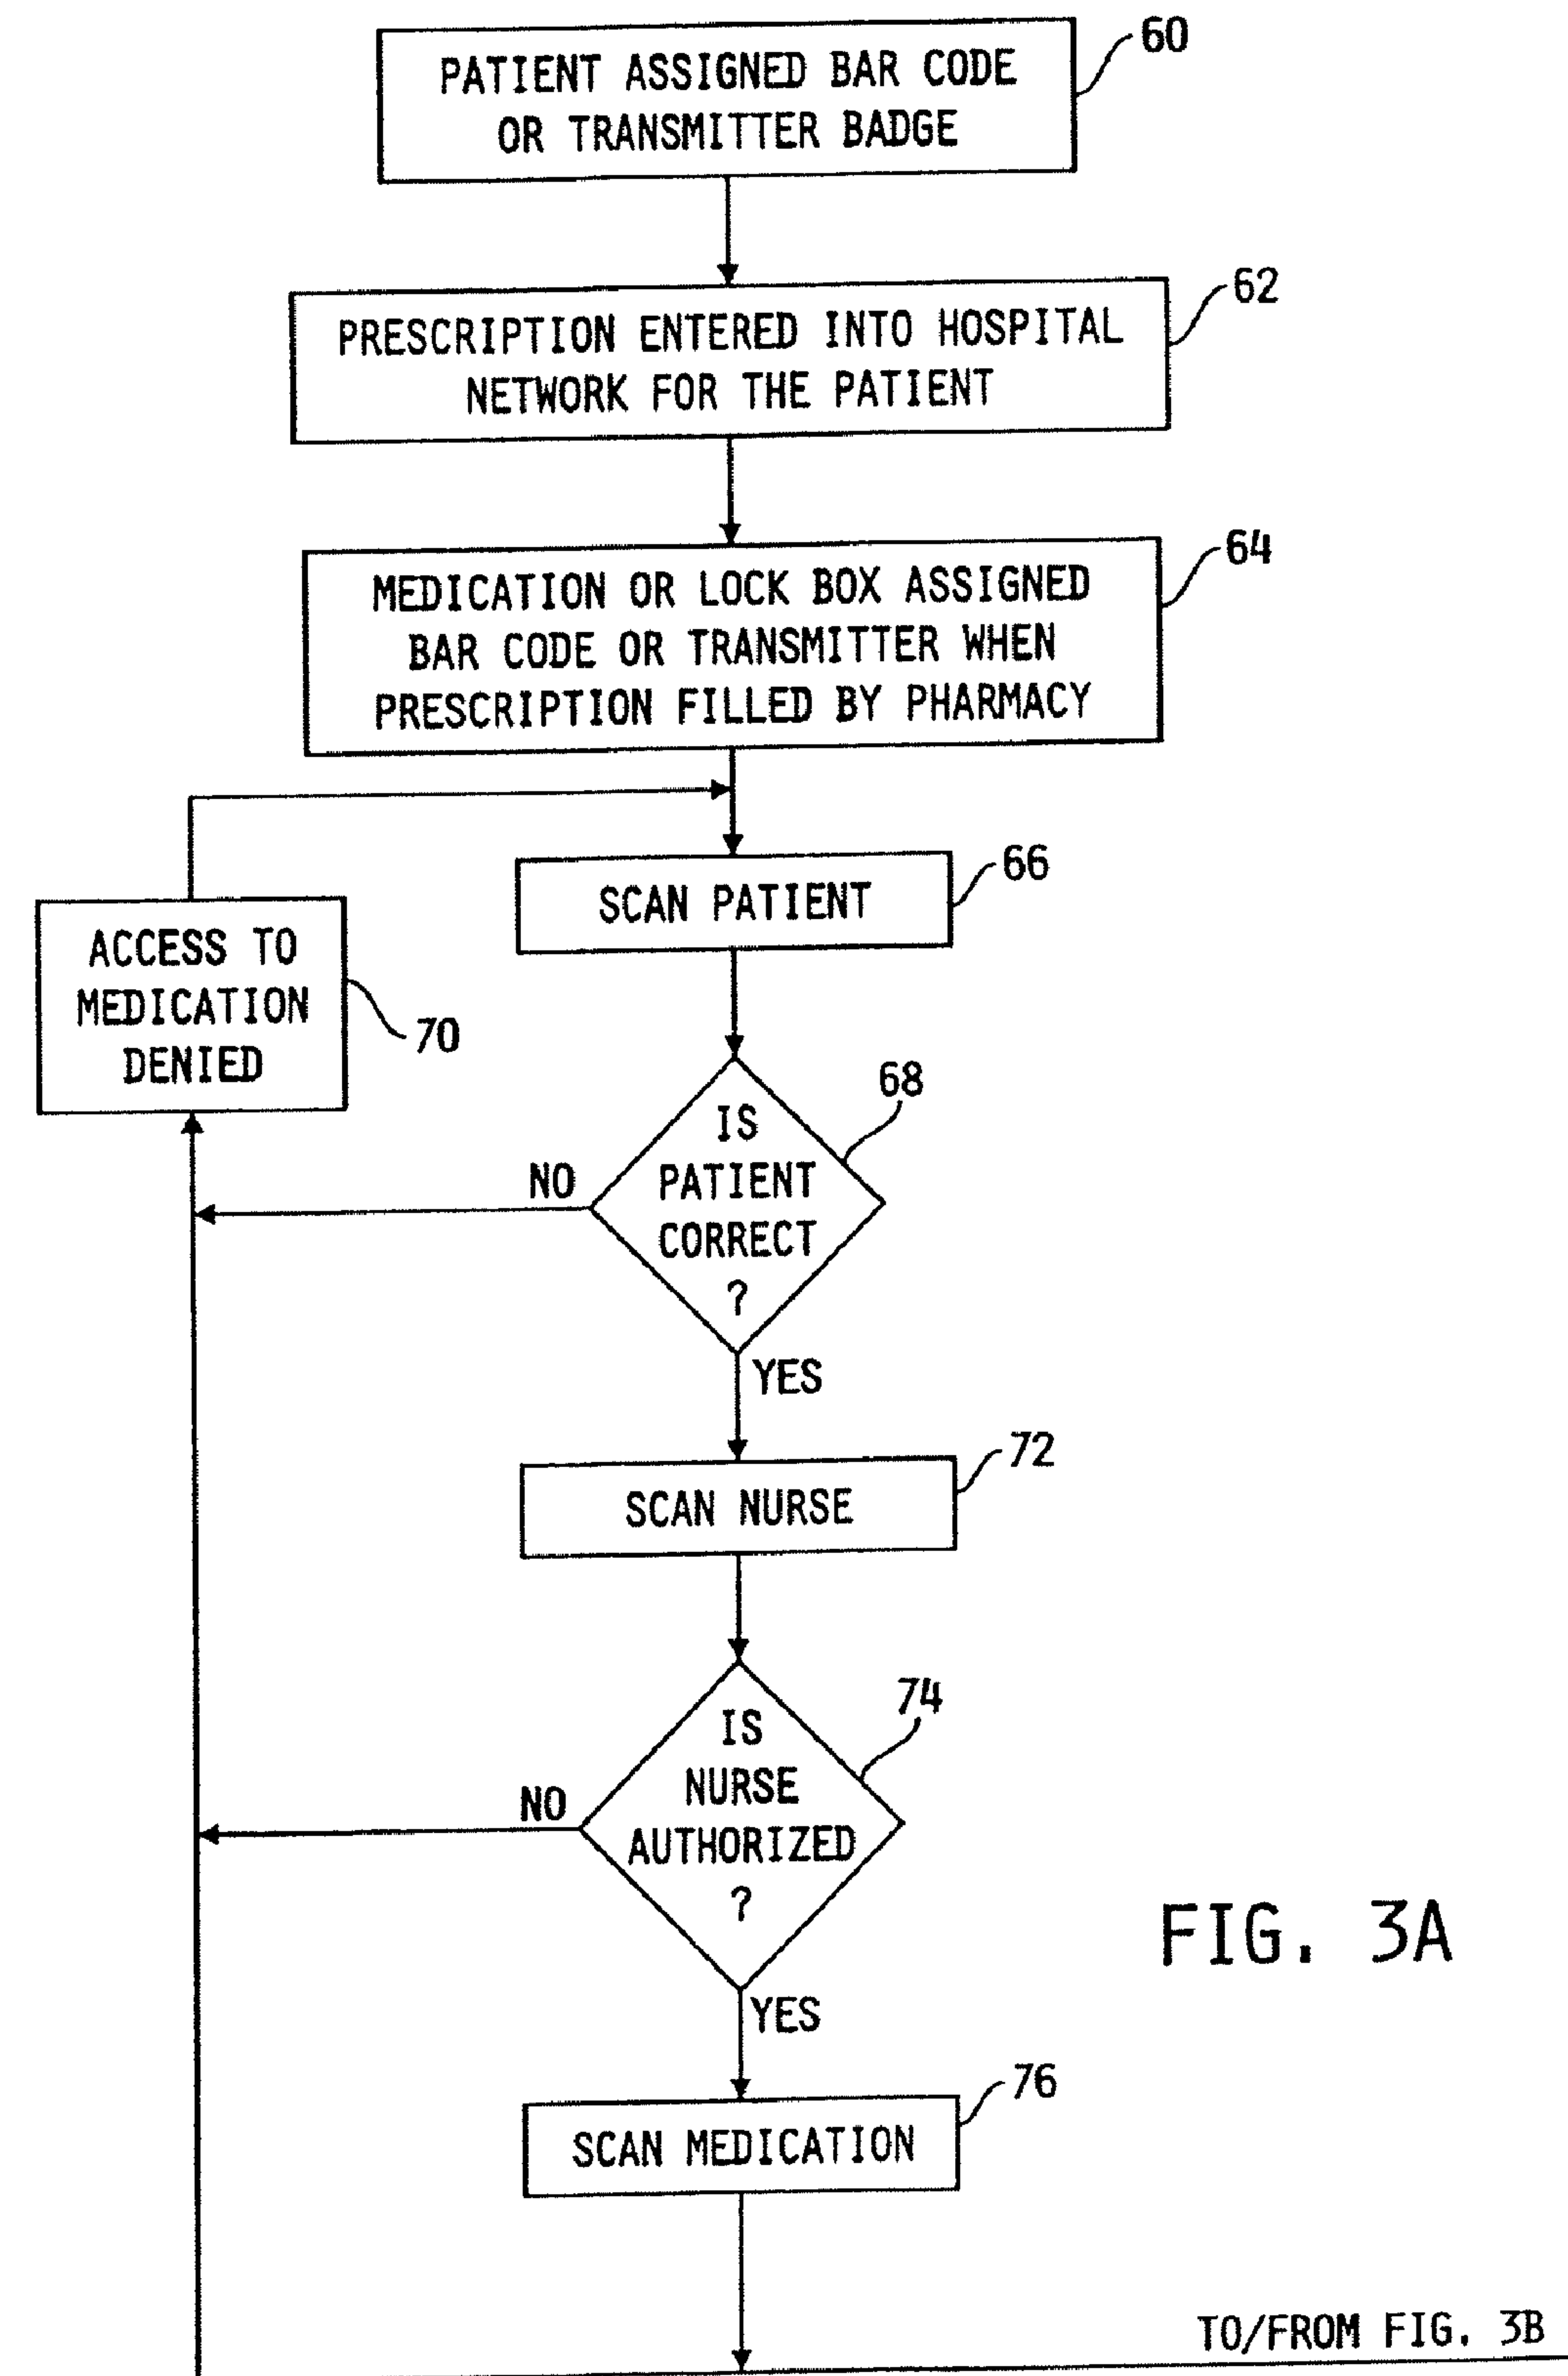 60
PATIENT ASSIGNED BAR CODE
OR TRANSMITTER BADGE
62
PRESCRIPTION ENTERED INTO HOSPITAL
NETWORK FOR THE PATIENT
64
MEDICATION OR LOCK BOX ASSIGNED
BAR CODE OR TRANSMITTER WHEN
PRESCRIPTION FILLED BY PHARMACY
66
SCAN PATIENT
ACCESS TO
MEDICATION
DENIED
70
68
IS
PATIENT
CORRECT
?
NO
YES
72
SCAN NURSE
74
IS
NURSE
AUTHORIZED
?
NO
YES
FIG. 3A
76
SCAN MEDICATION
TO/FROM FIG. 3B